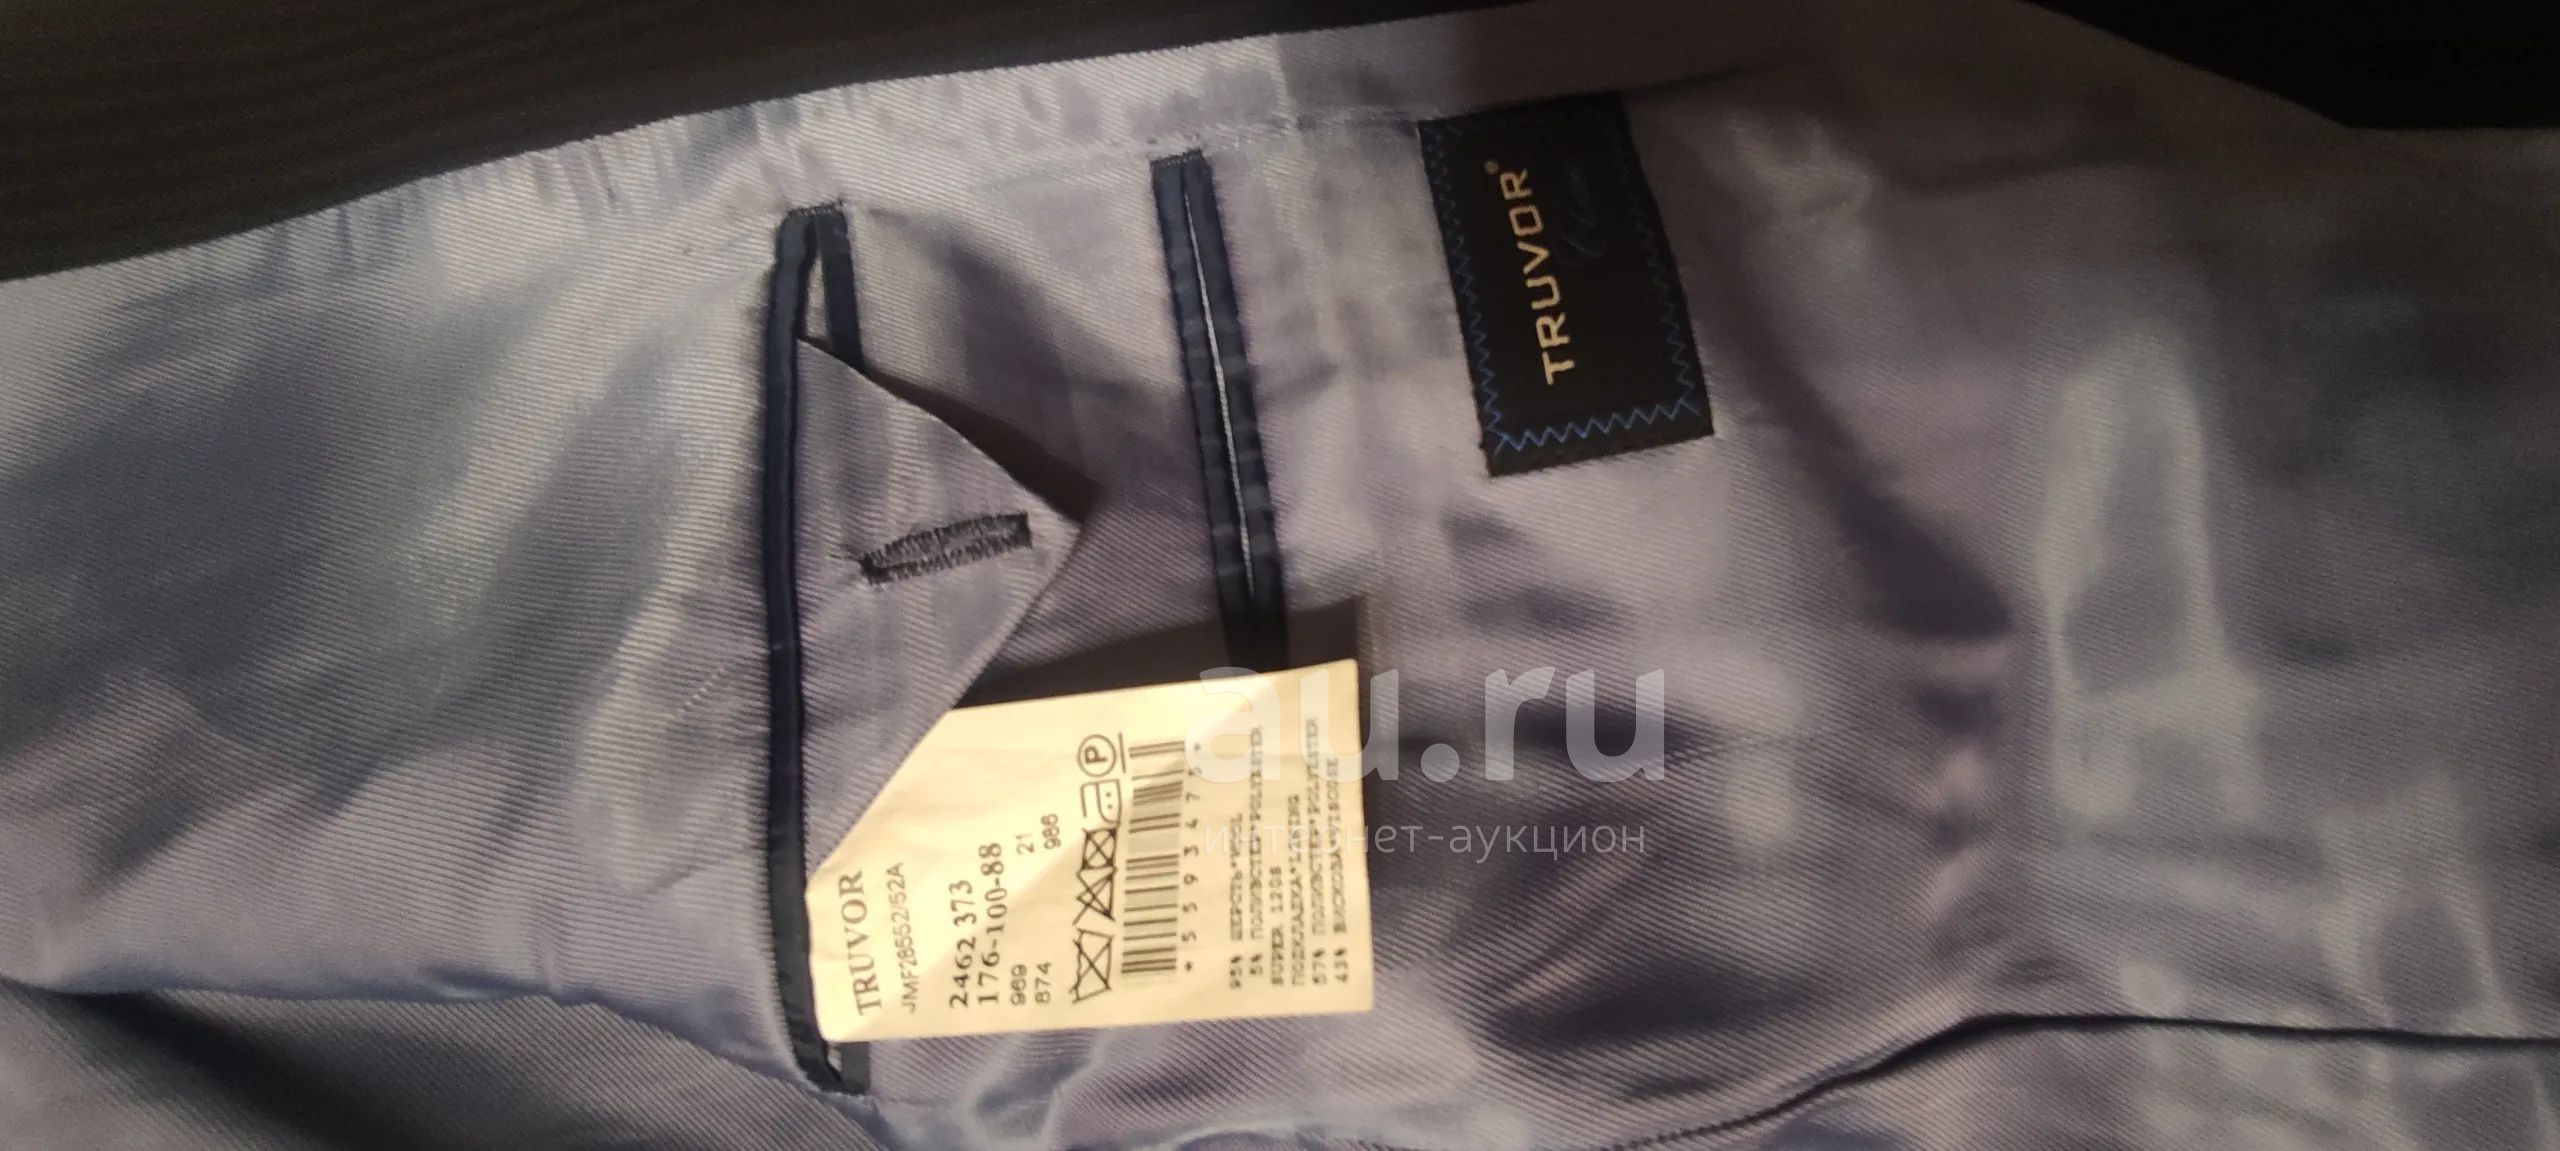 TRUVOR®
TRUVOR
JMF28552/52A
2462 373
176-100-88
969 21
874 986
P
*55593473*
95% ШЕРСТЬ*WOOL
5% ПОЛИЭСТЕР*POLYESTER
SUPER 120S
ПОДКЛАДКА*LINING
57% ПОЛИЭСТЕР*POLYESTER
43% ВИСКОЗА*VISCOSE
au.ru
интернет-аукцион